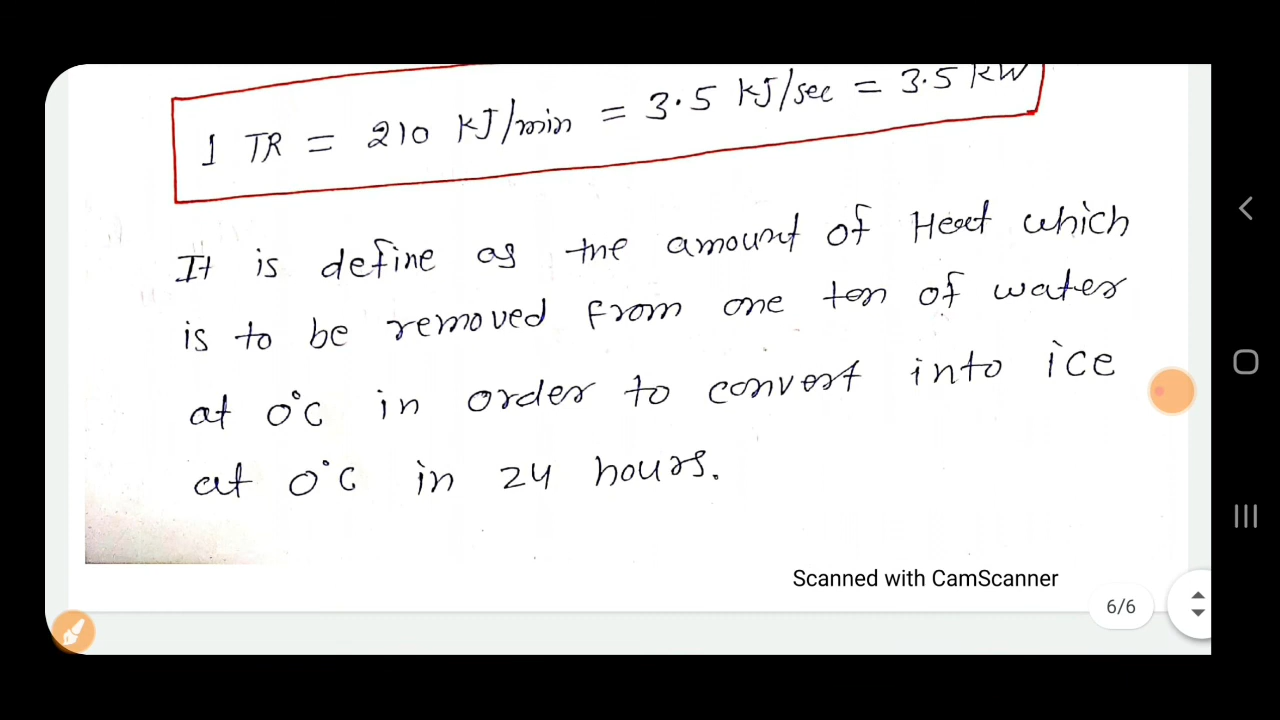 1 TR = 210 KJ/min = 3.5 KJ/sec = 3.5 KW
It is define as the amount of Heat which
is to be removed from one ton of water
at 0°C in order to convert into ice
at 0°C in 24 hours.
Scanned with CamScanner
6/6